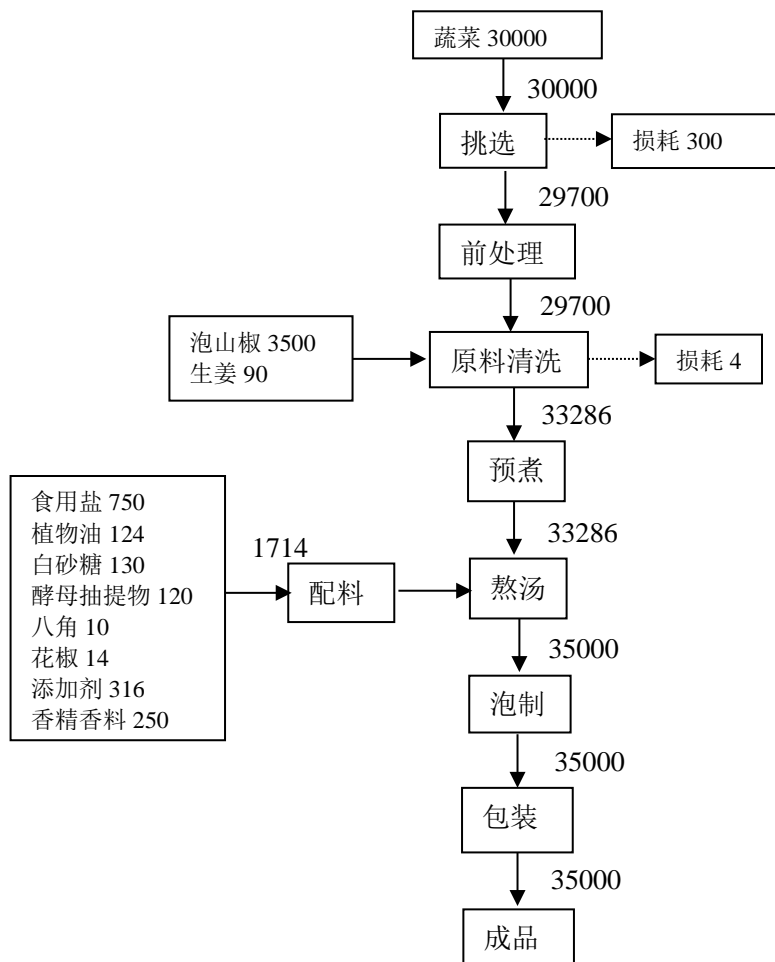 蔬菜 30000
30000
挑选
损耗 300
29700
前处理
29700
泡山椒 3500
生姜 90
原料清洗
损耗 4
33286
预煮
食用盐 750
植物油 124
白砂糖 130
酵母抽提物 120
八角 10
花椒 14
添加剂 316
香精香料 250
1714
配料
33286
熬汤
35000
泡制
35000
包装
35000
成品